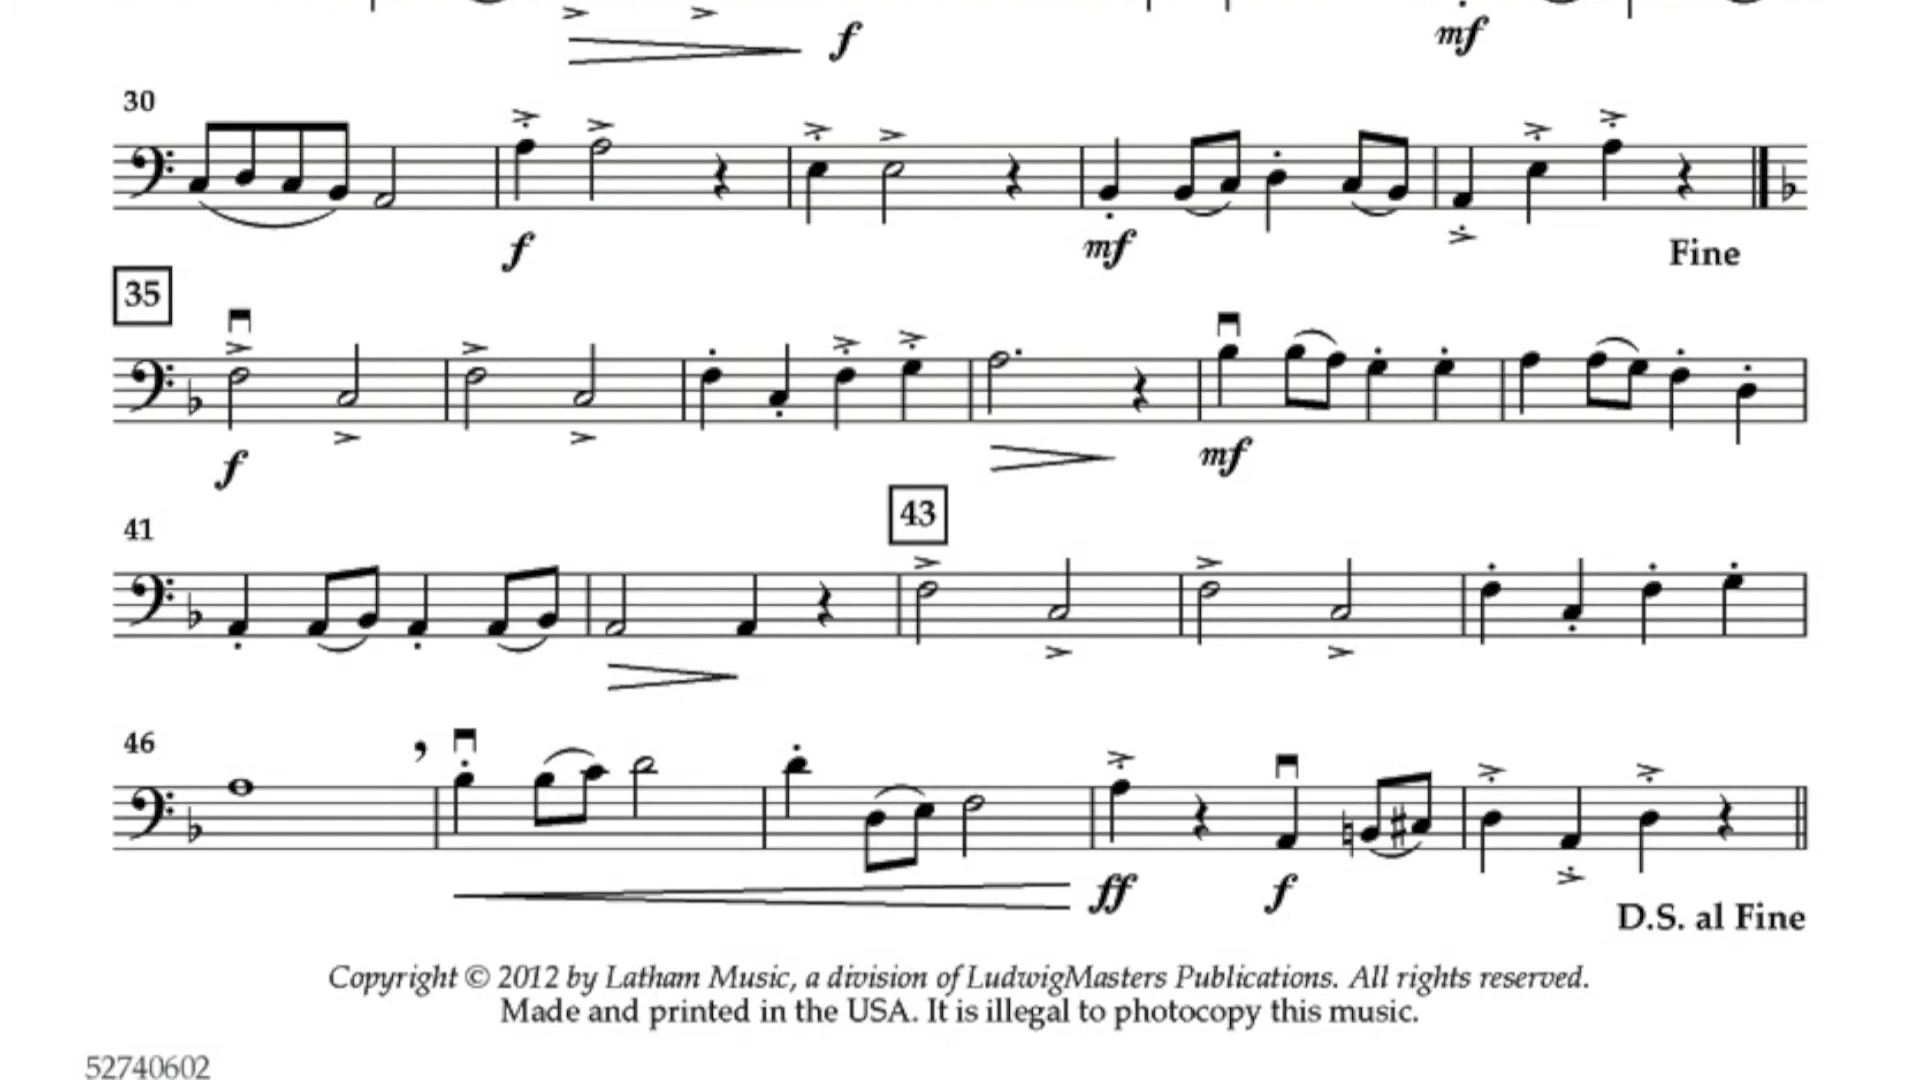 f mf
30
f mf Fine
35
f mf
43
41
46
ff f
D.S. al Fine
Copyright © 2012 by Latham Music, a division of LudwigMasters Publications. All rights reserved.
Made and printed in the USA. It is illegal to photocopy this music.
52740602